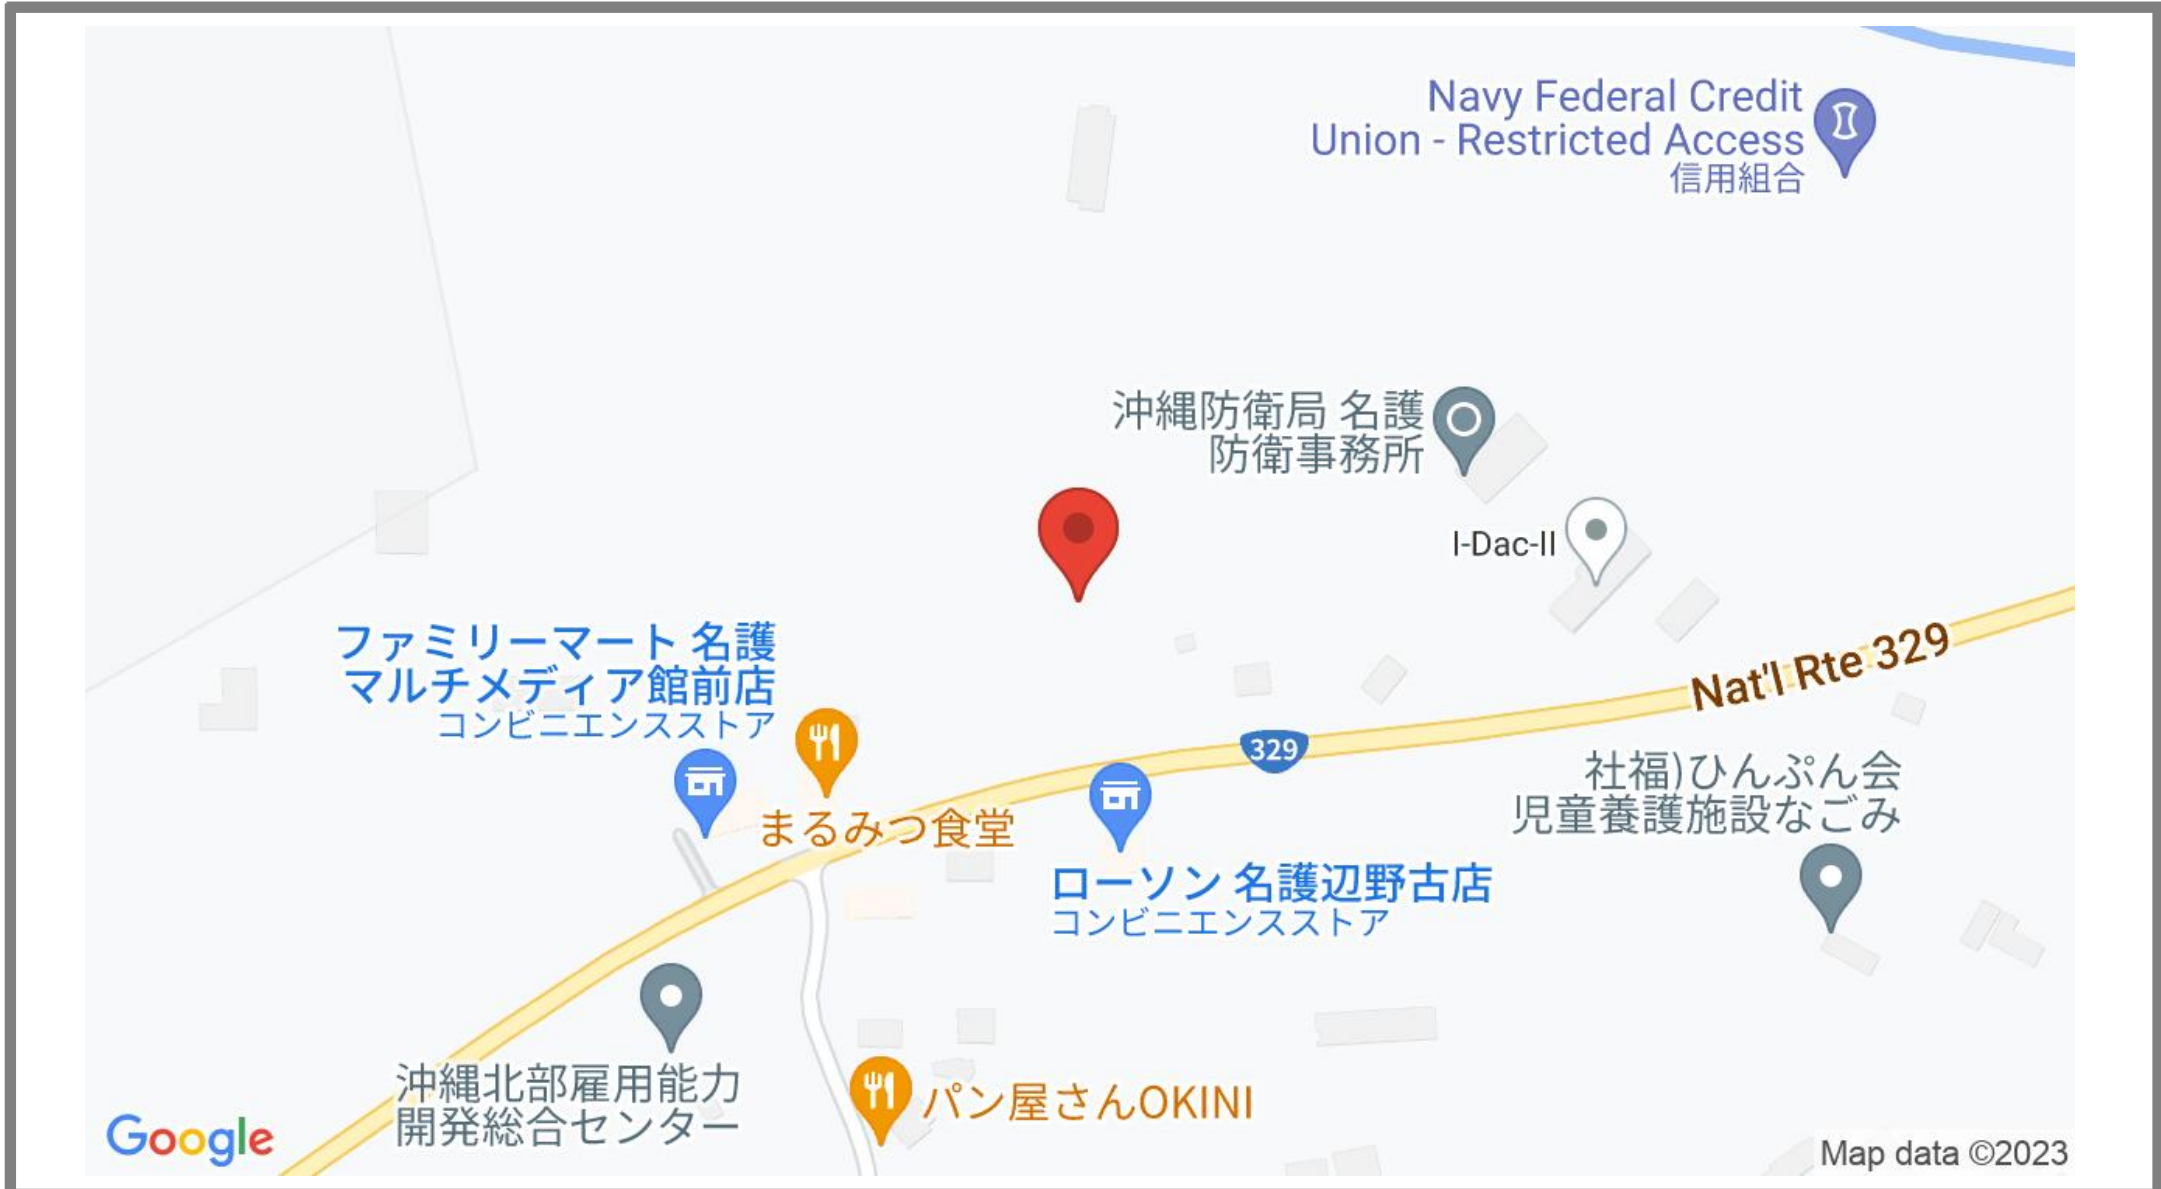 Navy Federal Credit
Union - Restricted Access
信用組合
沖縄防衛局 名護
防衛事務所
I-Dac-II
ファミリーマート 名護
マルチメディア館前店
コンビニエンスストア
Nat'l Rte 329
329
まるみつ食堂
社福)ひんぷん会
児童養護施設なごみ
ローソン 名護辺野古店
コンビニエンスストア
沖縄北部雇用能力
開発総合センター
パン屋さんOKINI
Google
Map data ©2023